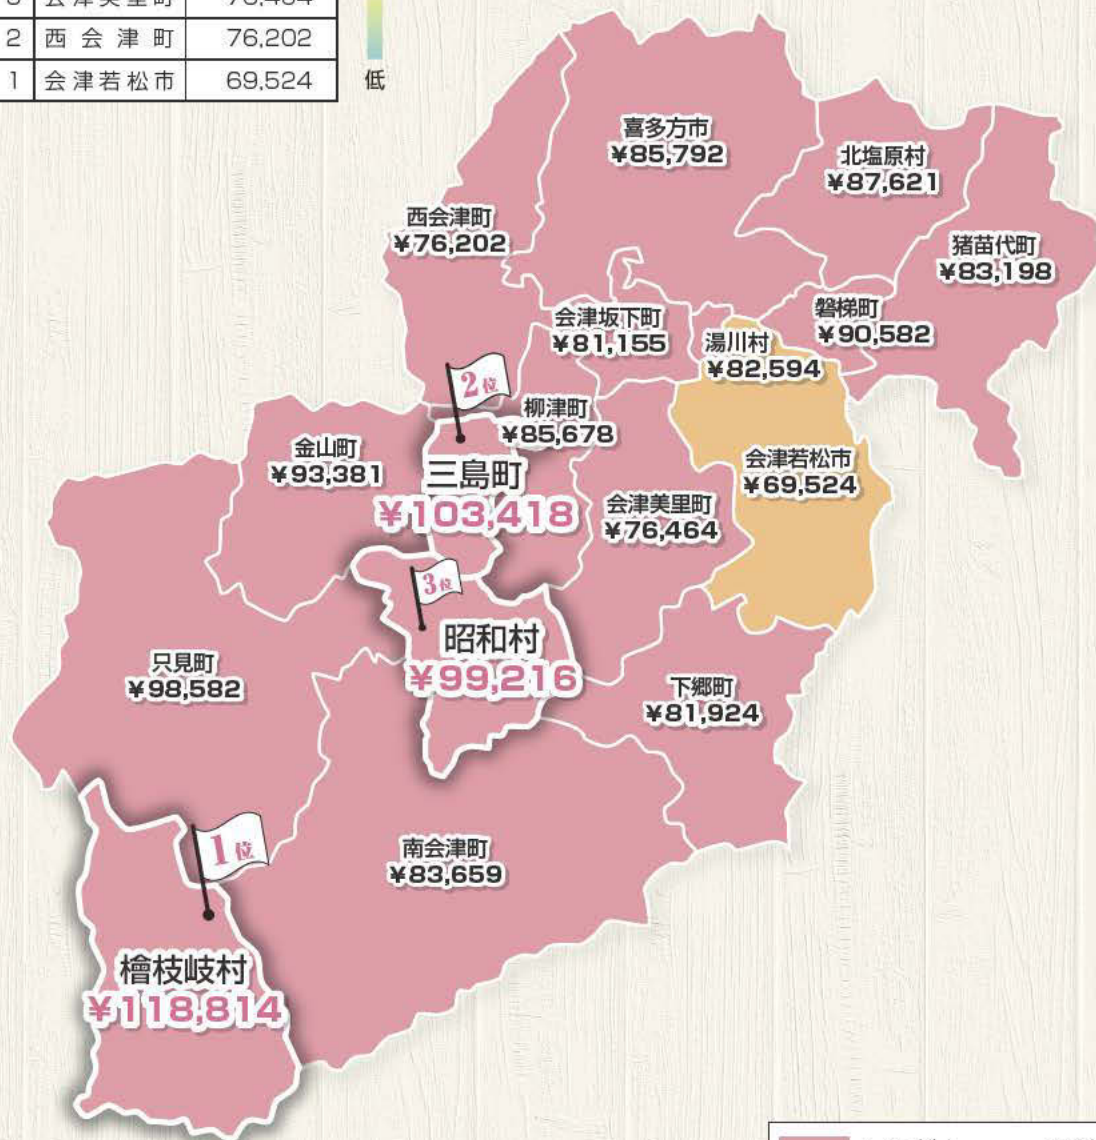 2 西会津町 76,202
1 会津若松市 69,524
低
喜多方市
¥85,792
北塩原村
¥87,621
西会津町
¥76,202
猪苗代町
¥83,198
磐梯町
¥90,582
会津坂下町
¥81,155
湯川村
¥82,594
2位
柳津町
¥85,678
金山町
¥93,381
三島町
¥103,418
会津若松市
¥69,524
会津美里町
¥76,464
3位
昭和村
¥99,216
只見町
¥98,582
下郷町
¥81,924
1位
南会津町
¥83,659
檜枝岐村
¥118,814